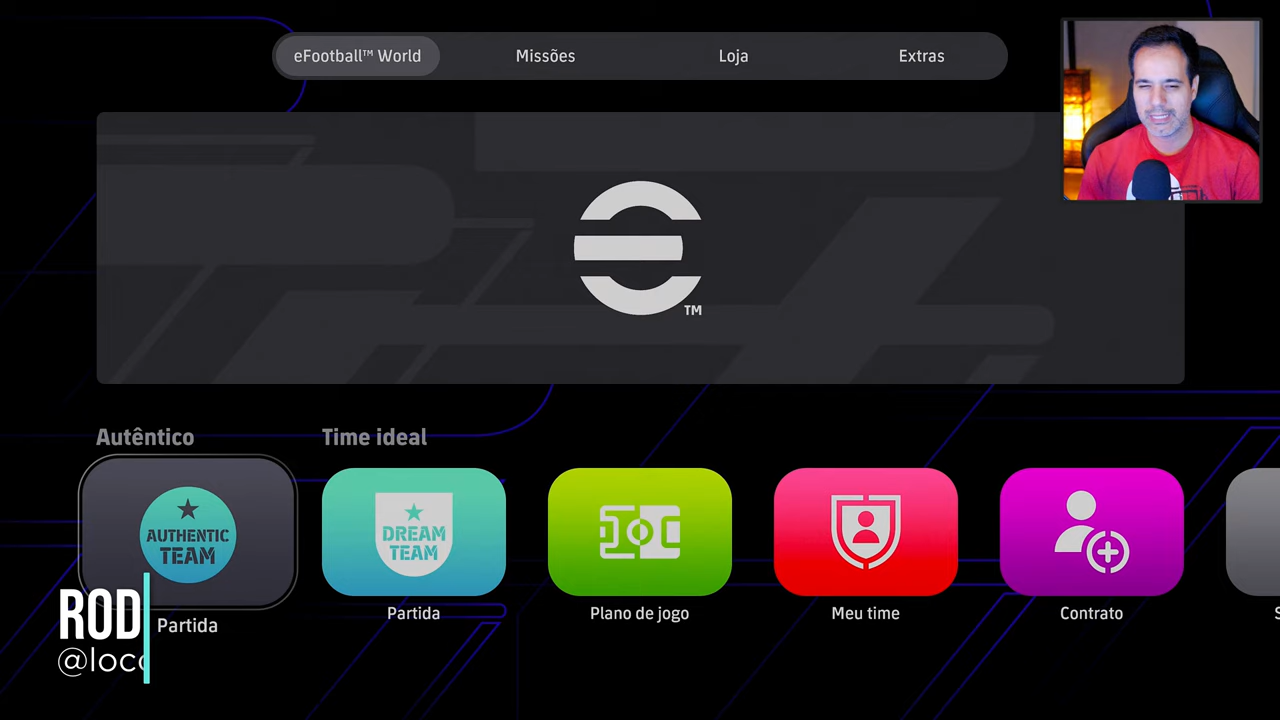 eFootball™ World
Missões
Loja
Extras
TM
Autêntico
Time ideal
AUTHENTIC
TEAM
DREAM
TEAM
Partida
Partida
Plano de jogo
Meu time
Contrato
ROD